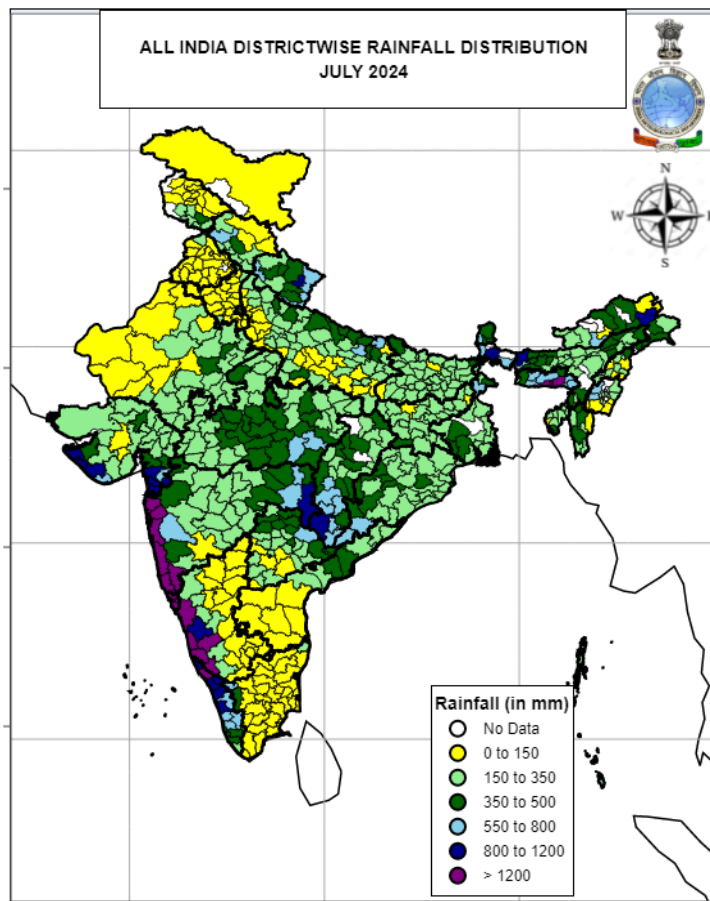 ALL INDIA DISTRICTWISE RAINFALL DISTRIBUTION
JULY 2024
N
W
E
S
Rainfall (in mm)
No Data
0 to 150
150 to 350
350 to 500
550 to 800
800 to 1200
> 1200